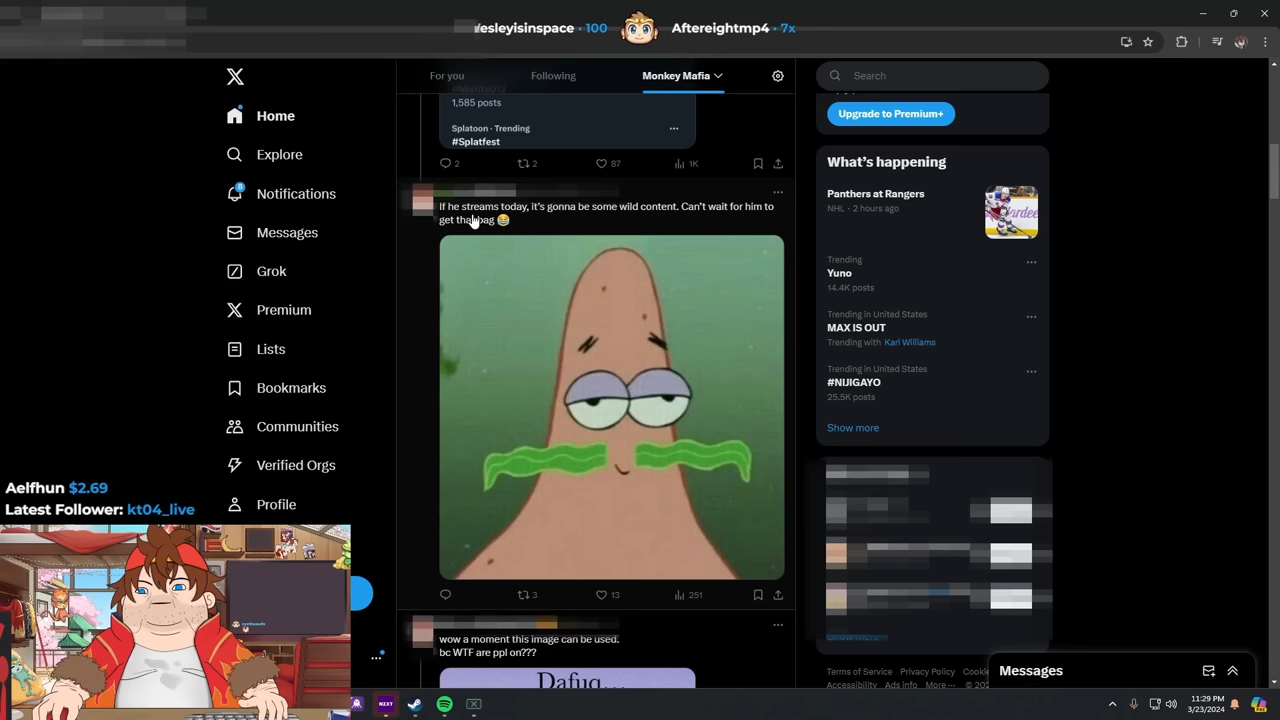 esleyisinspace · 100
Aftereightmp4 · 7x
For you
Following
Monkey Mafia
Search
Home
Explore
8
Notifications
Messages
Grok
Premium
Lists
Bookmarks
Communities
Verified Orgs
Profile
1,585 posts
Splatoon · Trending
#Splatfest
2
2
87
1K
If he streams today, it's gonna be some wild content. Can't wait for him to
get that bag 😂
3
13
251
wow a moment this image can be used.
bc WTF are ppl on???
Dafuq...
Upgrade to Premium+
What's happening
Panthers at Rangers
NHL · 2 hours ago
Trending
Yuno
14.4K posts
Trending in United States
MAX IS OUT
Trending with Karl Williams
Trending in United States
#NIJIGAYO
25.5K posts
Show more
Terms of Service Privacy Policy
Accessibility Ads info More ···
Messages
Aelfhun $2.69
Latest Follower: kt04_live
11:29 PM
3/23/2024